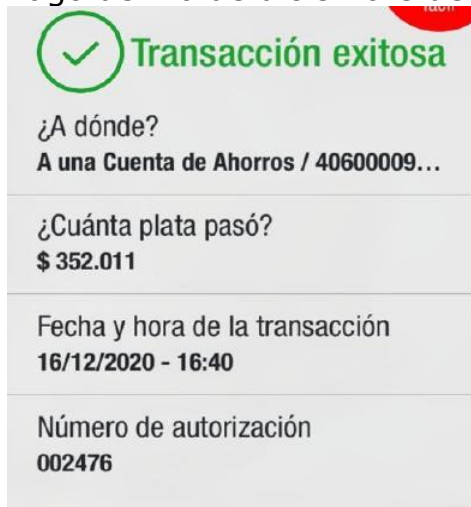 Transacción exitosa
¿A dónde?
A una Cuenta de Ahorros / 40600009...
¿Cuánta plata pasó?
$ 352.011
Fecha y hora de la transacción
16/12/2020 - 16:40
Número de autorización
002476